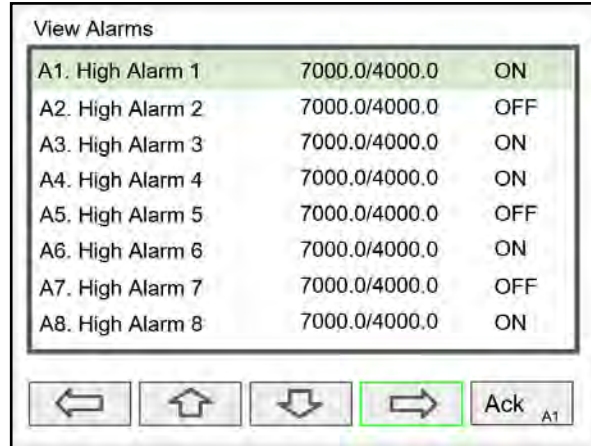 View Alarms
A1. High Alarm 1 7000.0/4000.0 ON
A2. High Alarm 2 7000.0/4000.0 OFF
A3. High Alarm 3 7000.0/4000.0 ON
A4. High Alarm 4 7000.0/4000.0 ON
A5. High Alarm 5 7000.0/4000.0 OFF
A6. High Alarm 6 7000.0/4000.0 ON
A7. High Alarm 7 7000.0/4000.0 OFF
A8. High Alarm 8 7000.0/4000.0 ON
Ack A1